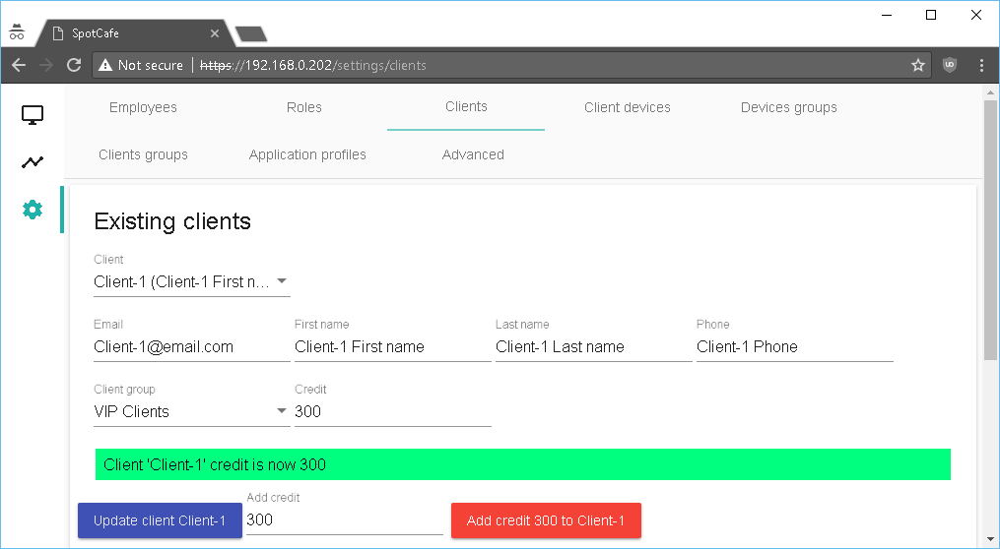 SpotCafe
Not secure | https://192.168.0.202/settings/clients
Employees Roles Clients Client devices Devices groups
Clients groups Application profiles Advanced
Existing clients
Client
Client-1 (Client-1 First n...
Email First name Last name Phone
Client-1@email.com Client-1 First name Client-1 Last name Client-1 Phone
Client group Credit
VIP Clients 300
Client 'Client-1' credit is now 300
Add credit
Update client Client-1 300 Add credit 300 to Client-1